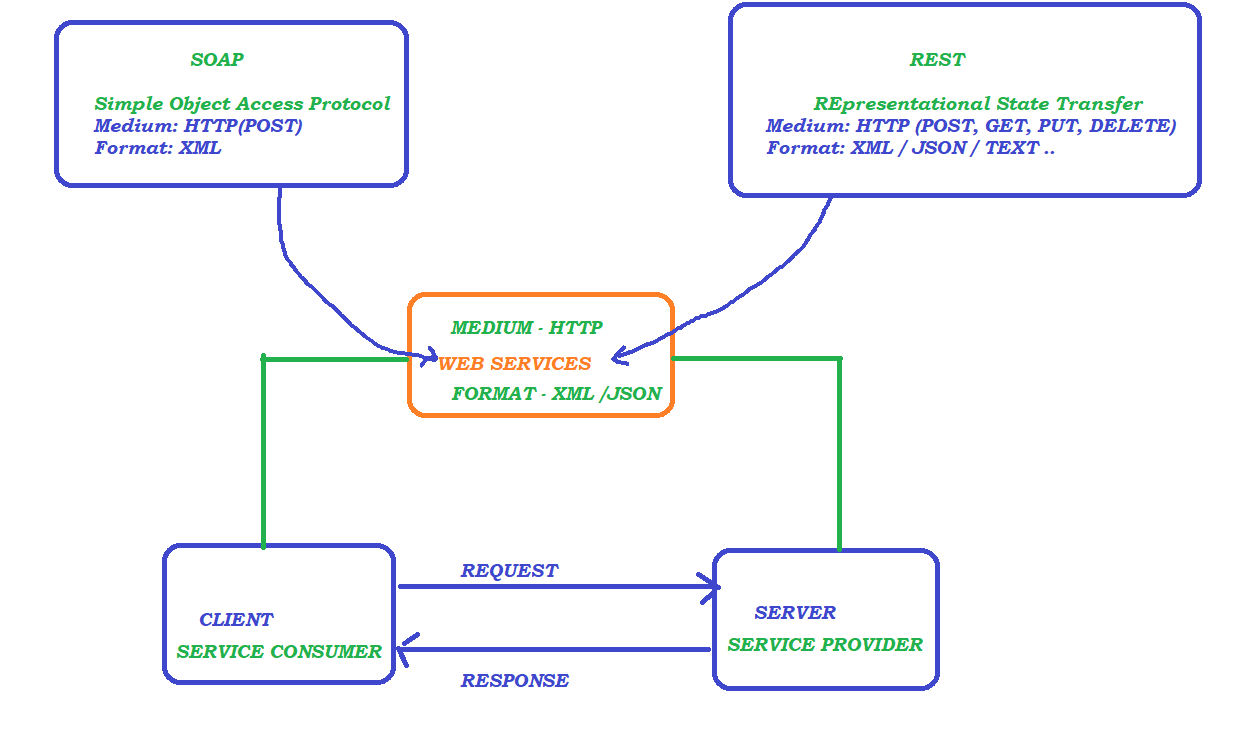 SOAP
Simple Object Access Protocol
Medium: HTTP(POST)
Format: XML
REST
REpresentational State Transfer
Medium: HTTP (POST, GET, PUT, DELETE)
Format: XML / JSON / TEXT ..
MEDIUM - HTTP
WEB SERVICES
FORMAT - XML /JSON
CLIENT
SERVICE CONSUMER
REQUEST
RESPONSE
SERVER
SERVICE PROVIDER